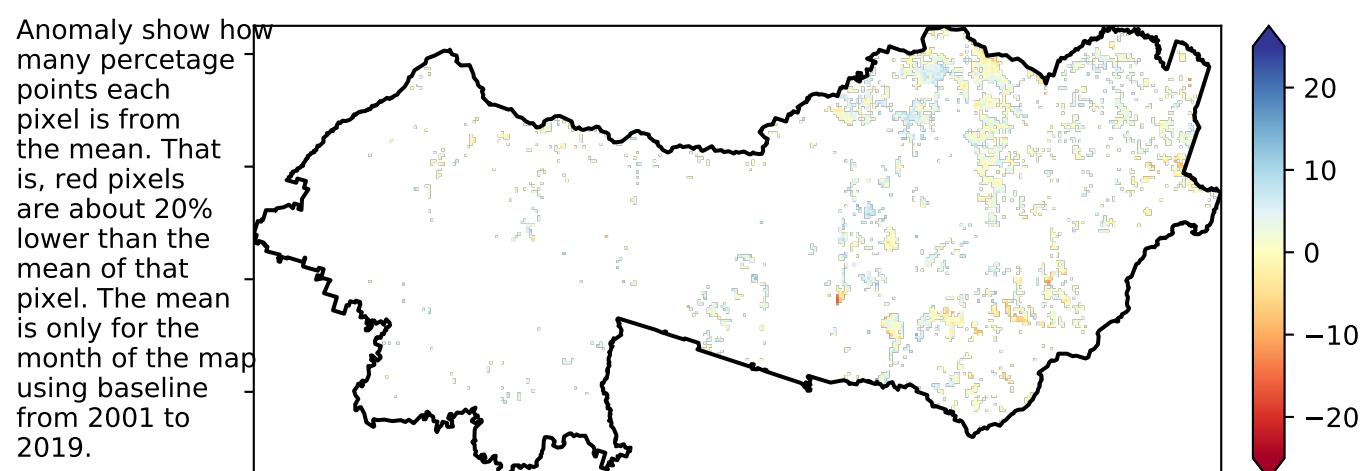 Anomaly show how
many percetage
points each
pixel is from
the mean. That
is, red pixels
are about 20%
lower than the
mean of that
pixel. The mean
is only for the
month of the map
using baseline
from 2001 to
2019.
20
10
0
−10
−20